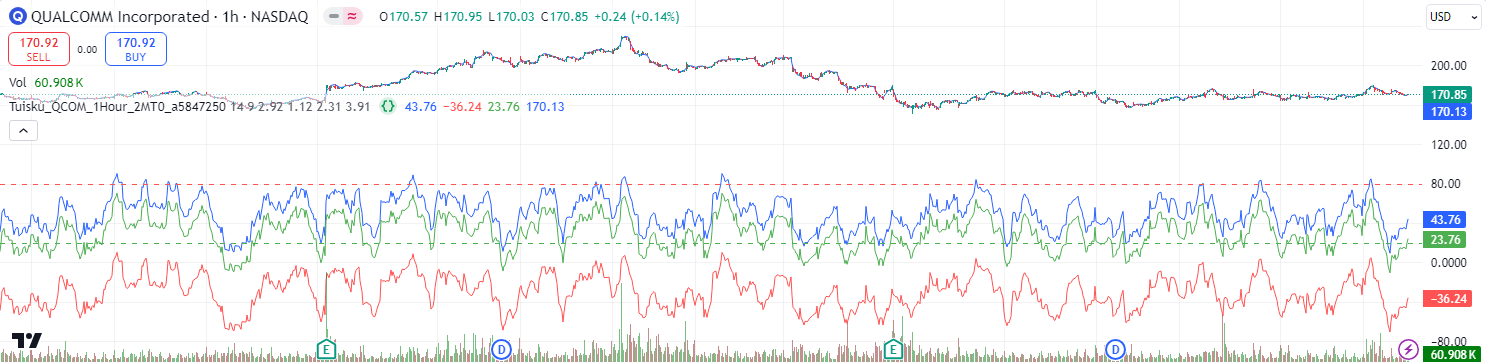 QUALCOMM Incorporated · 1h · NASDAQ O170.57 H170.95 L170.03 C170.85 +0.24 (+0.14%)
USD
170.92 SELL 0.00 170.92 BUY
Vol 60.908 K
Tuisku_QCOM_1Hour_2MT0_a5847250 14 9 2.92 1.12 2.31 3.91 {} 43.76 −36.24 23.76 170.13
200.00
170.85
170.13
120.00
80.00
43.76
23.76
0.0000
−36.24
−80.00
60.908 K
E D E D